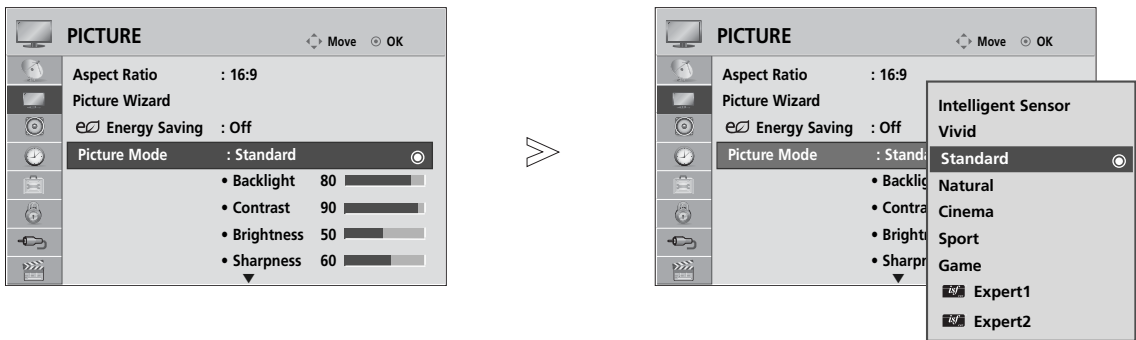 PICTURE Move OK
Aspect Ratio : 16:9
Picture Wizard
Energy Saving : Off
Picture Mode : Standard
• Backlight 80
• Contrast 90
• Brightness 50
• Sharpness 60
PICTURE Move OK
Aspect Ratio : 16:9
Picture Wizard
Energy Saving : Off
Picture Mode : Standa
• Backlig
• Contra
• Brightn
• Sharpn
Intelligent Sensor
Vivid
Standard
Natural
Cinema
Sport
Game
isf Expert1
isf Expert2